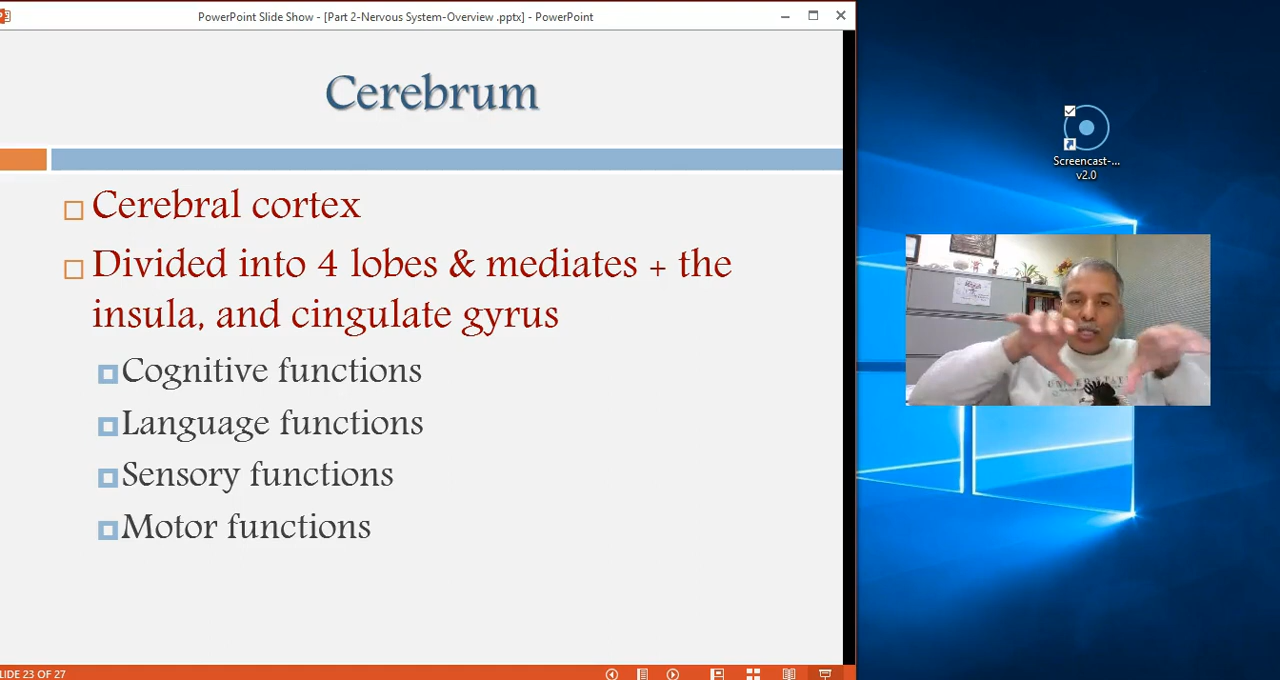 PowerPoint Slide Show - [Part 2-Nervous System-Overview .pptx] - PowerPoint
Cerebrum
Cerebral cortex
Divided into 4 lobes & mediates + the
insula, and cingulate gyrus
Cognitive functions
Language functions
Sensory functions
Motor functions
LIDE 23 OF 27
Screencast-...
v2.0